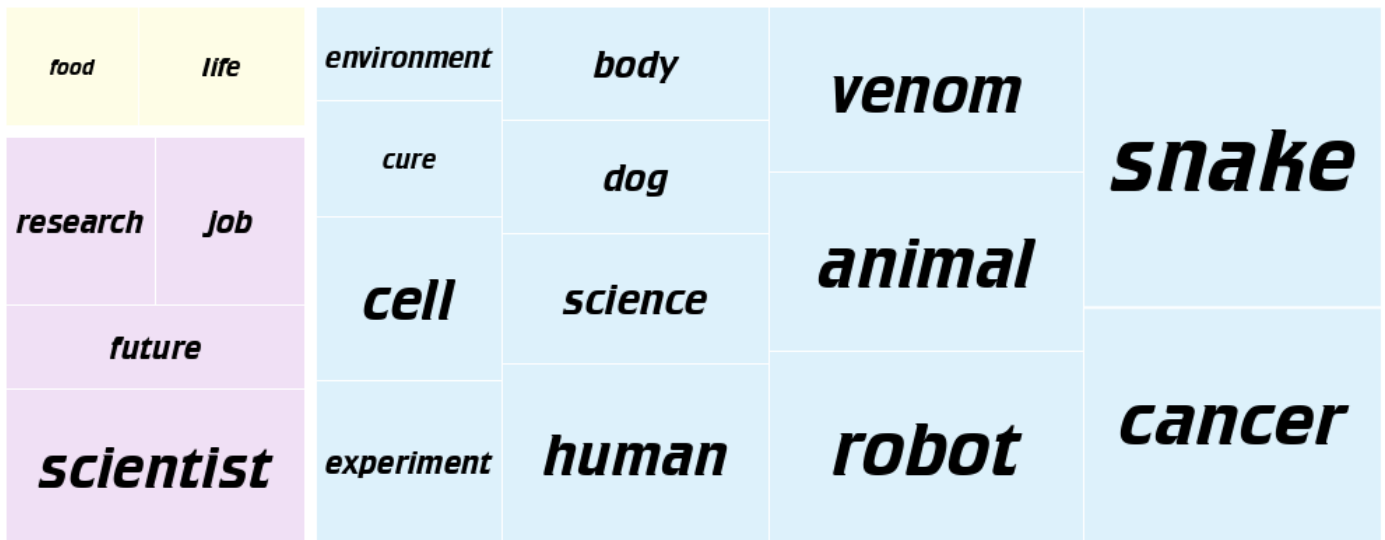 food
life
research
job
future
scientist
environment
cure
cell
experiment
body
dog
science
human
venom
animal
robot
snake
cancer